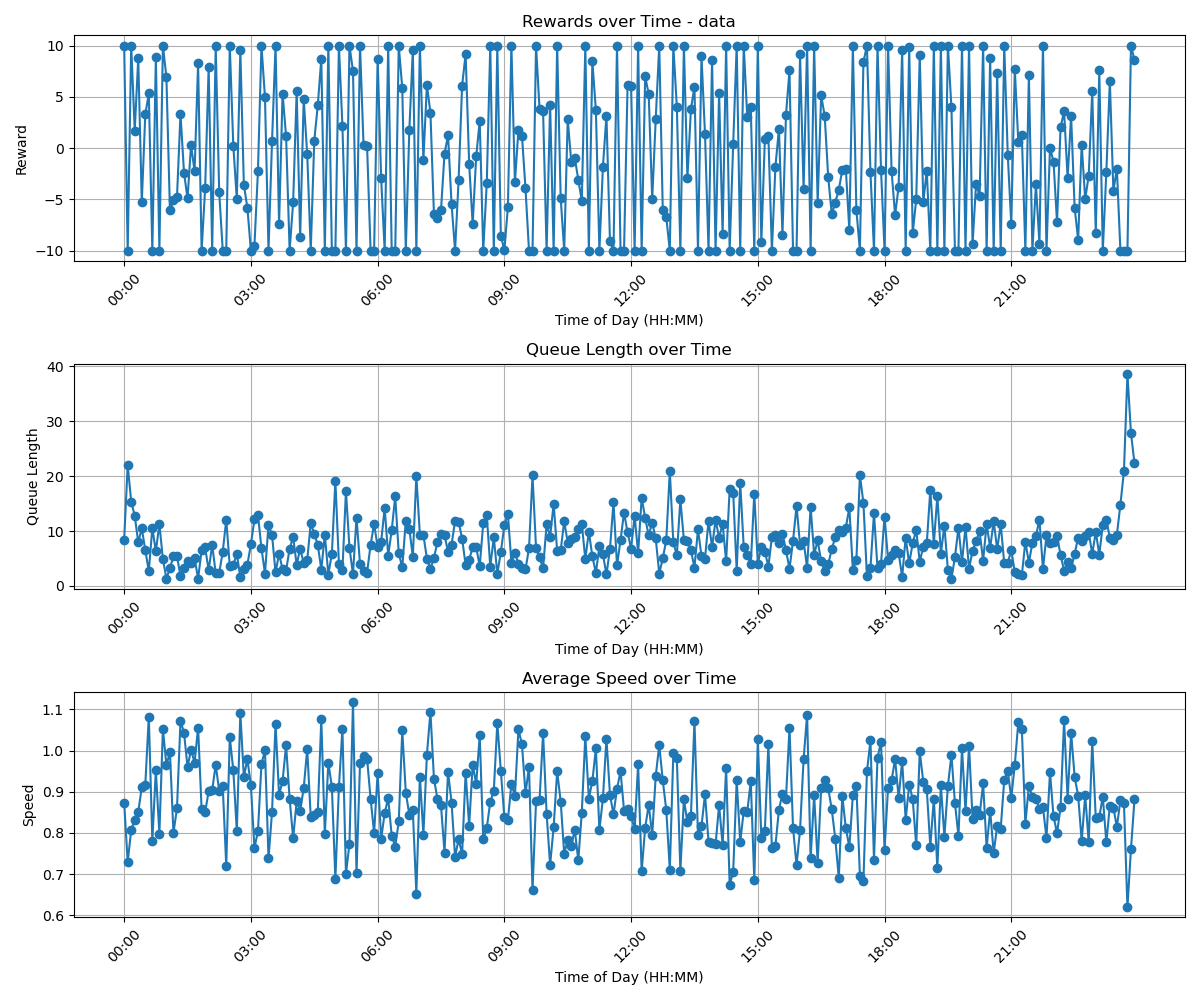 Rewards over Time - data
10
5
0
−5
−10
Reward
00:00 03:00 06:00 09:00 12:00 15:00 18:00 21:00
Time of Day (HH:MM)
Queue Length over Time
40
30
20
10
0
Queue Length
00:00 03:00 06:00 09:00 12:00 15:00 18:00 21:00
Time of Day (HH:MM)
Average Speed over Time
1.1
1.0
0.9
0.8
0.7
0.6
Speed
00:00 03:00 06:00 09:00 12:00 15:00 18:00 21:00
Time of Day (HH:MM)